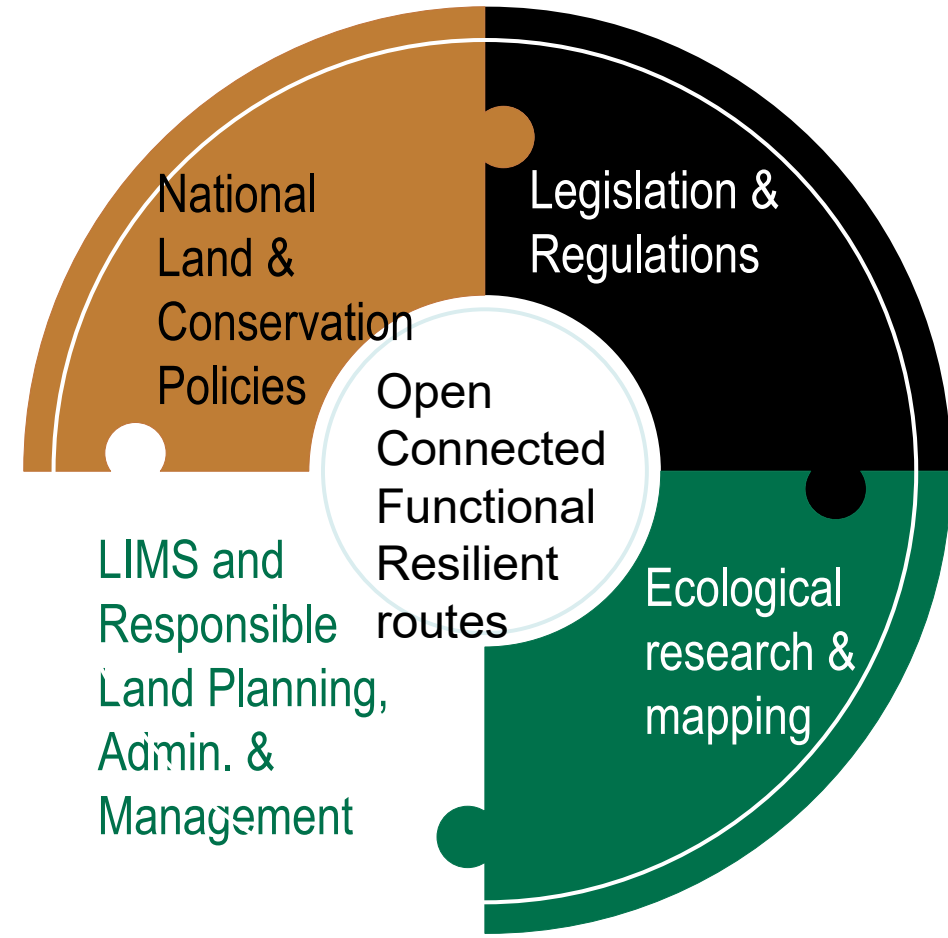 National
Land &
Conservation
Policies
Legislation &
Regulations
Open
Connected
Functional
Resilient
routes
LIMS and
Responsible
Land Planning,
Admin. &
Management
Ecological
research &
mapping